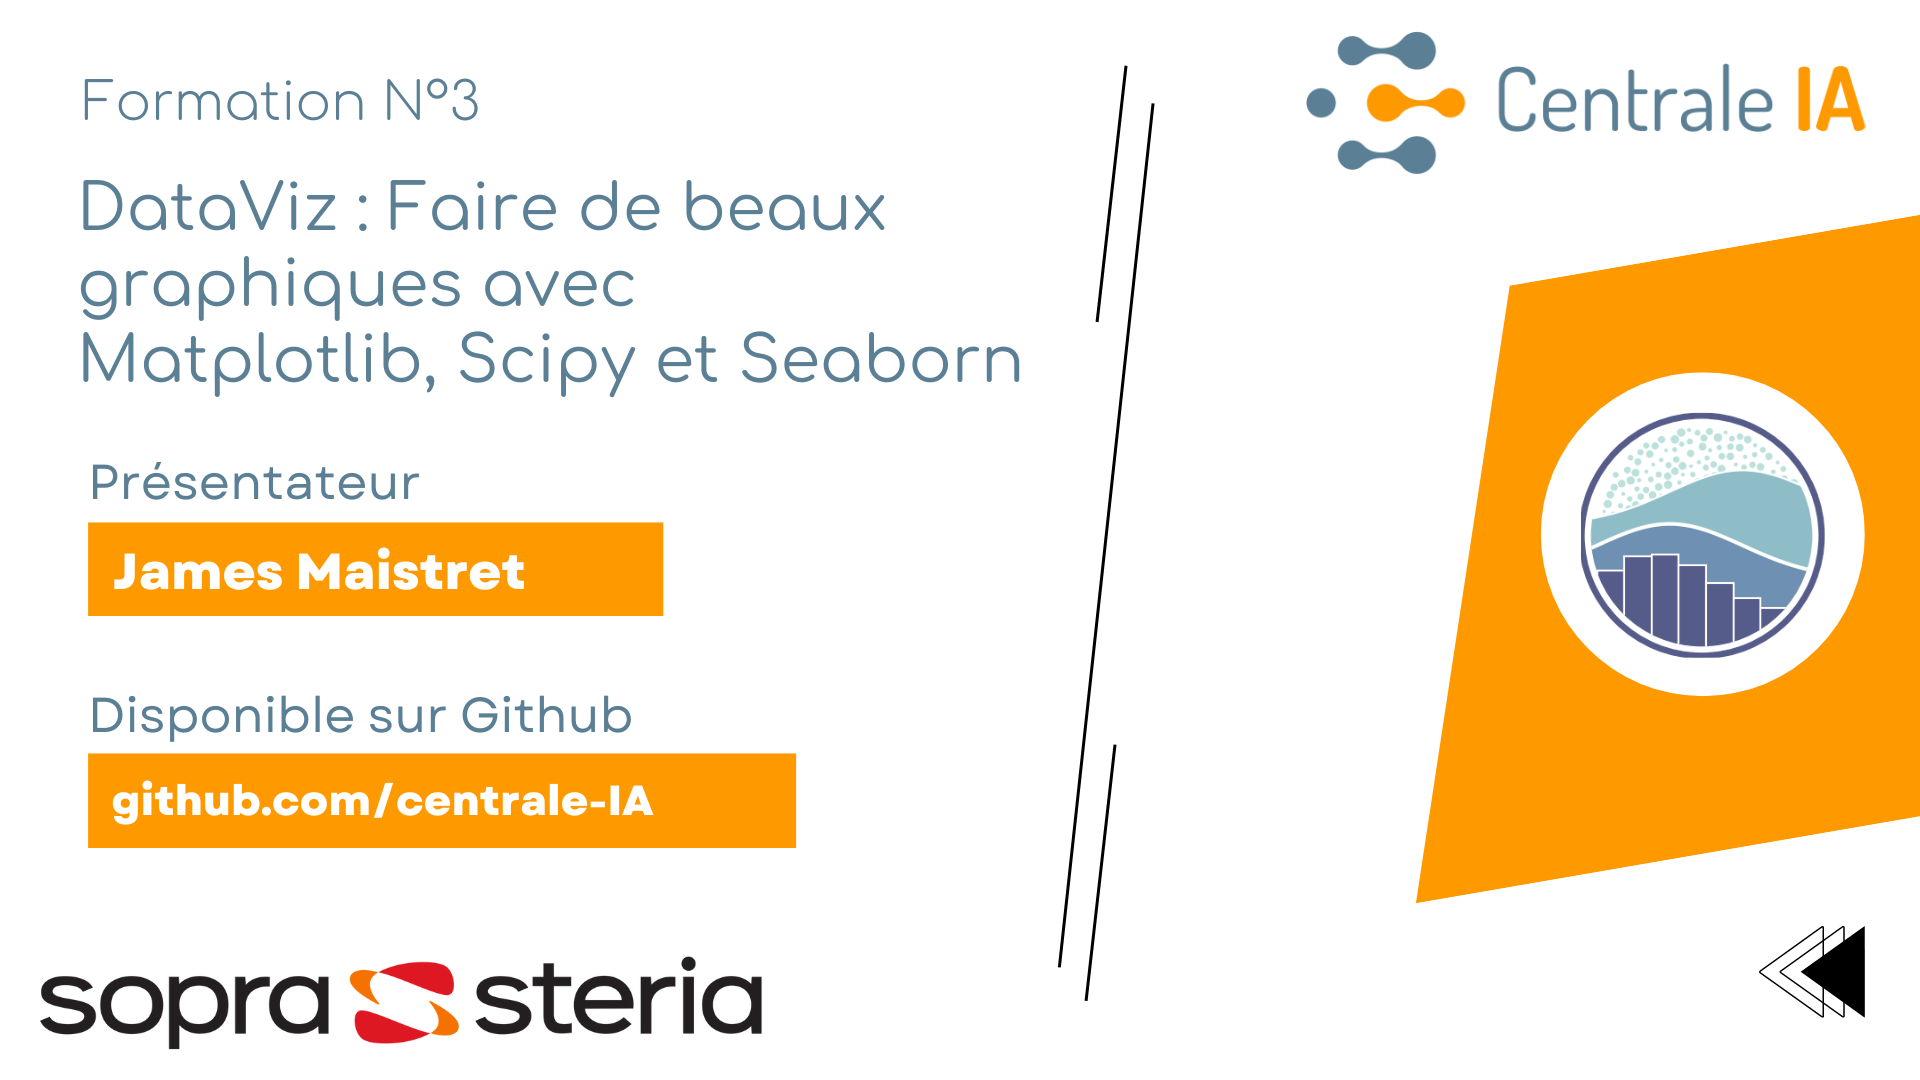 Formation N°3
Centrale IA
DataViz : Faire de beaux
graphiques avec
Matplotlib, Scipy et Seaborn
Présentateur
James Maistret
Disponible sur Github
github.com/centrale-IA
sopra steria